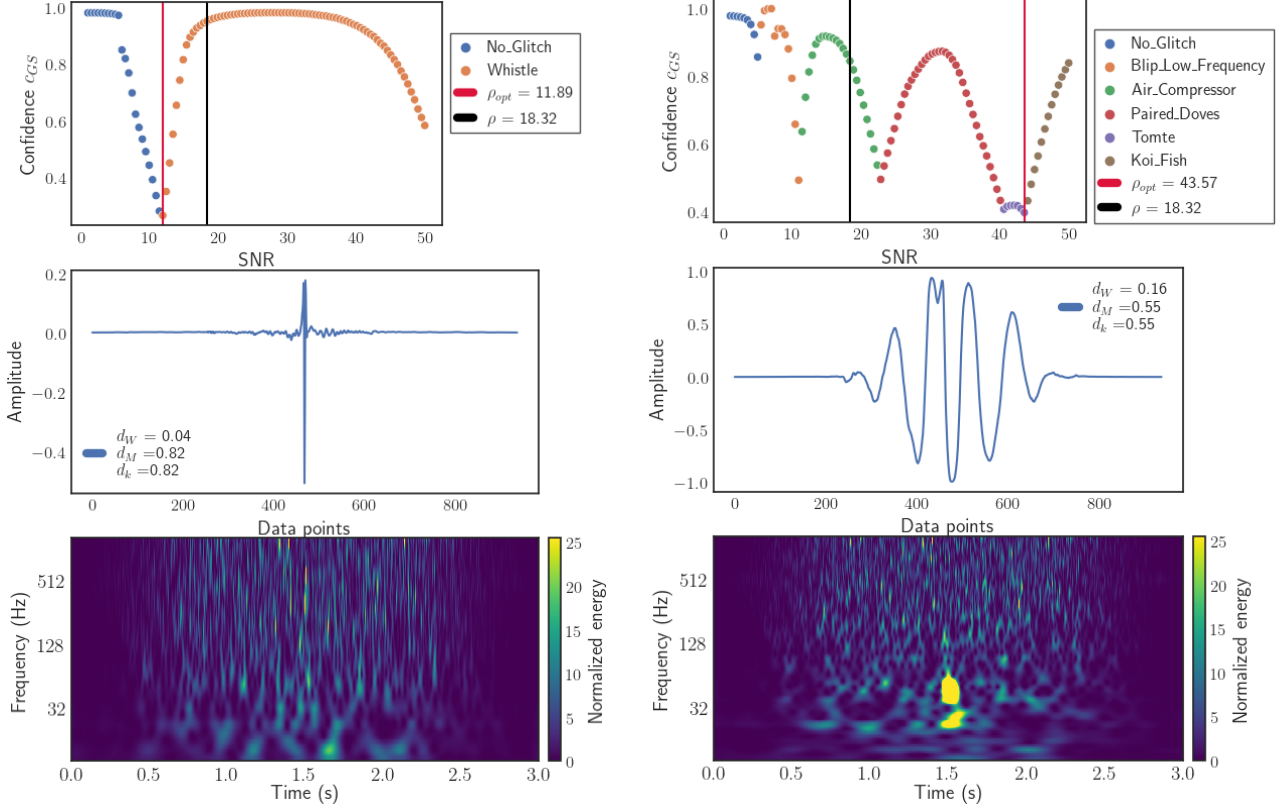 Confidence c_GS
1.0
0.8
0.6
0.4
0 10 20 30 40 50
SNR
No_Glitch
Whistle
ρ_opt = 11.89
ρ = 18.32
Amplitude
0.2
0.0
−0.2
−0.4
0 200 400 600 800
Data points
d_W = 0.04
d_M =0.82
d_k =0.82
Frequency (Hz)
512
128
32
0.0 0.5 1.0 1.5 2.0 2.5 3.0
Time (s)
25
20
15
10
5
0
Normalized energy
Confidence c_GS
1.0
0.8
0.6
0.4
0 10 20 30 40 50
SNR
No_Glitch
Blip_Low_Frequency
Air_Compressor
Paired_Doves
Tomte
Koi_Fish
ρ_opt = 43.57
ρ = 18.32
Amplitude
1.0
0.5
0.0
−0.5
−1.0
0 200 400 600 800
Data points
d_W = 0.16
d_M =0.55
d_k =0.55
Frequency (Hz)
512
128
32
0.0 0.5 1.0 1.5 2.0 2.5 3.0
Time (s)
25
20
15
10
5
0
Normalized energy